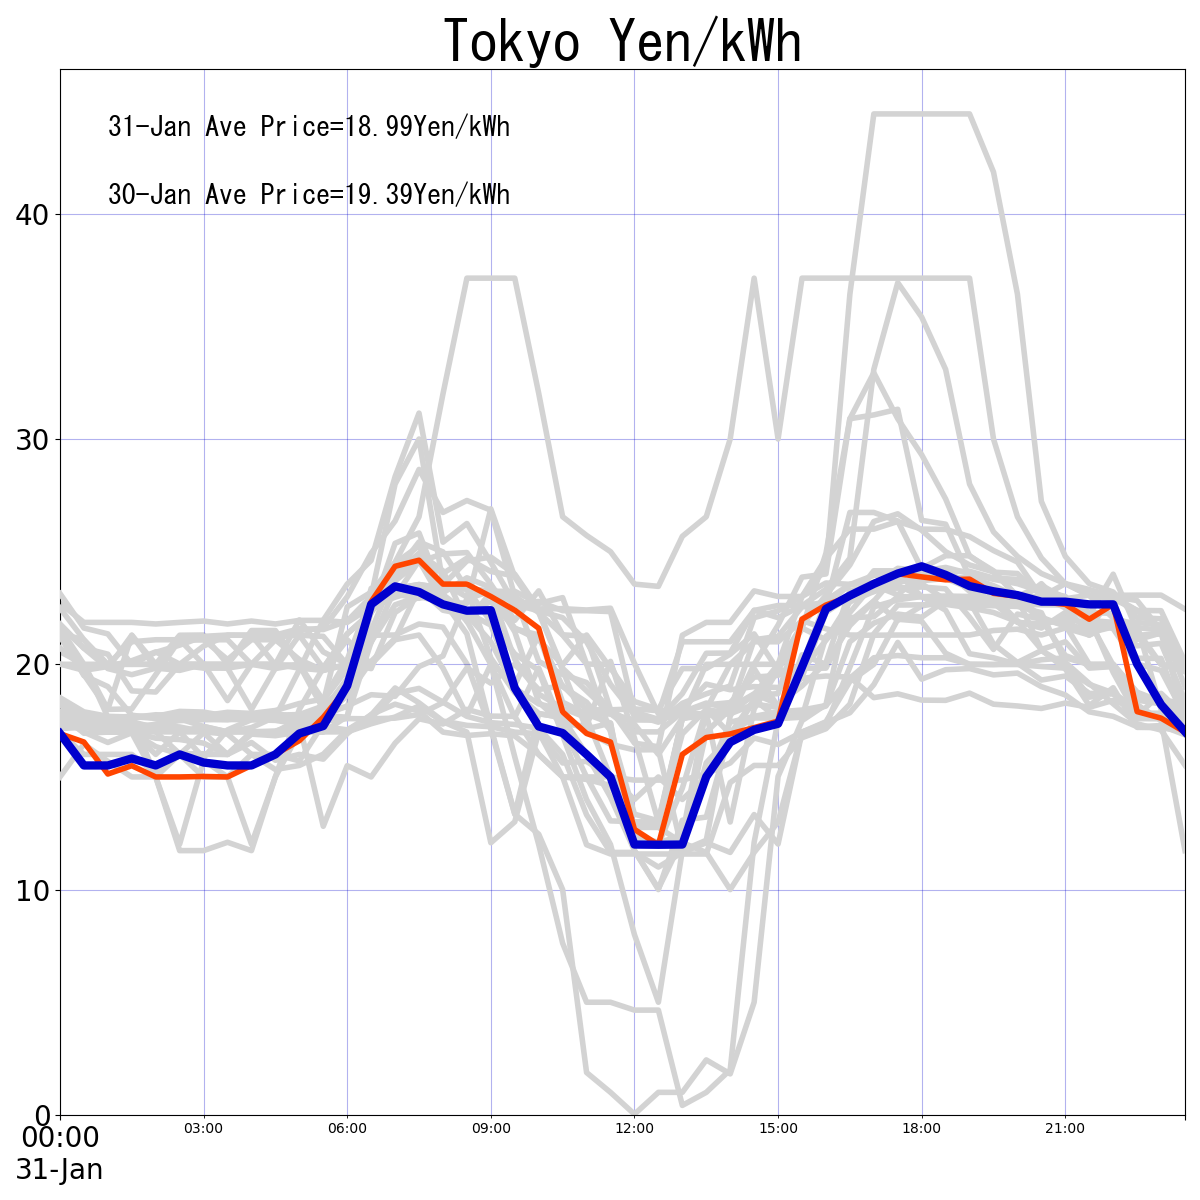 Tokyo Yen/kWh
31-Jan Ave Price=18.99Yen/kWh
30-Jan Ave Price=19.39Yen/kWh
40
30
20
10
0
00:00 03:00 06:00 09:00 12:00 15:00 18:00 21:00
31-Jan